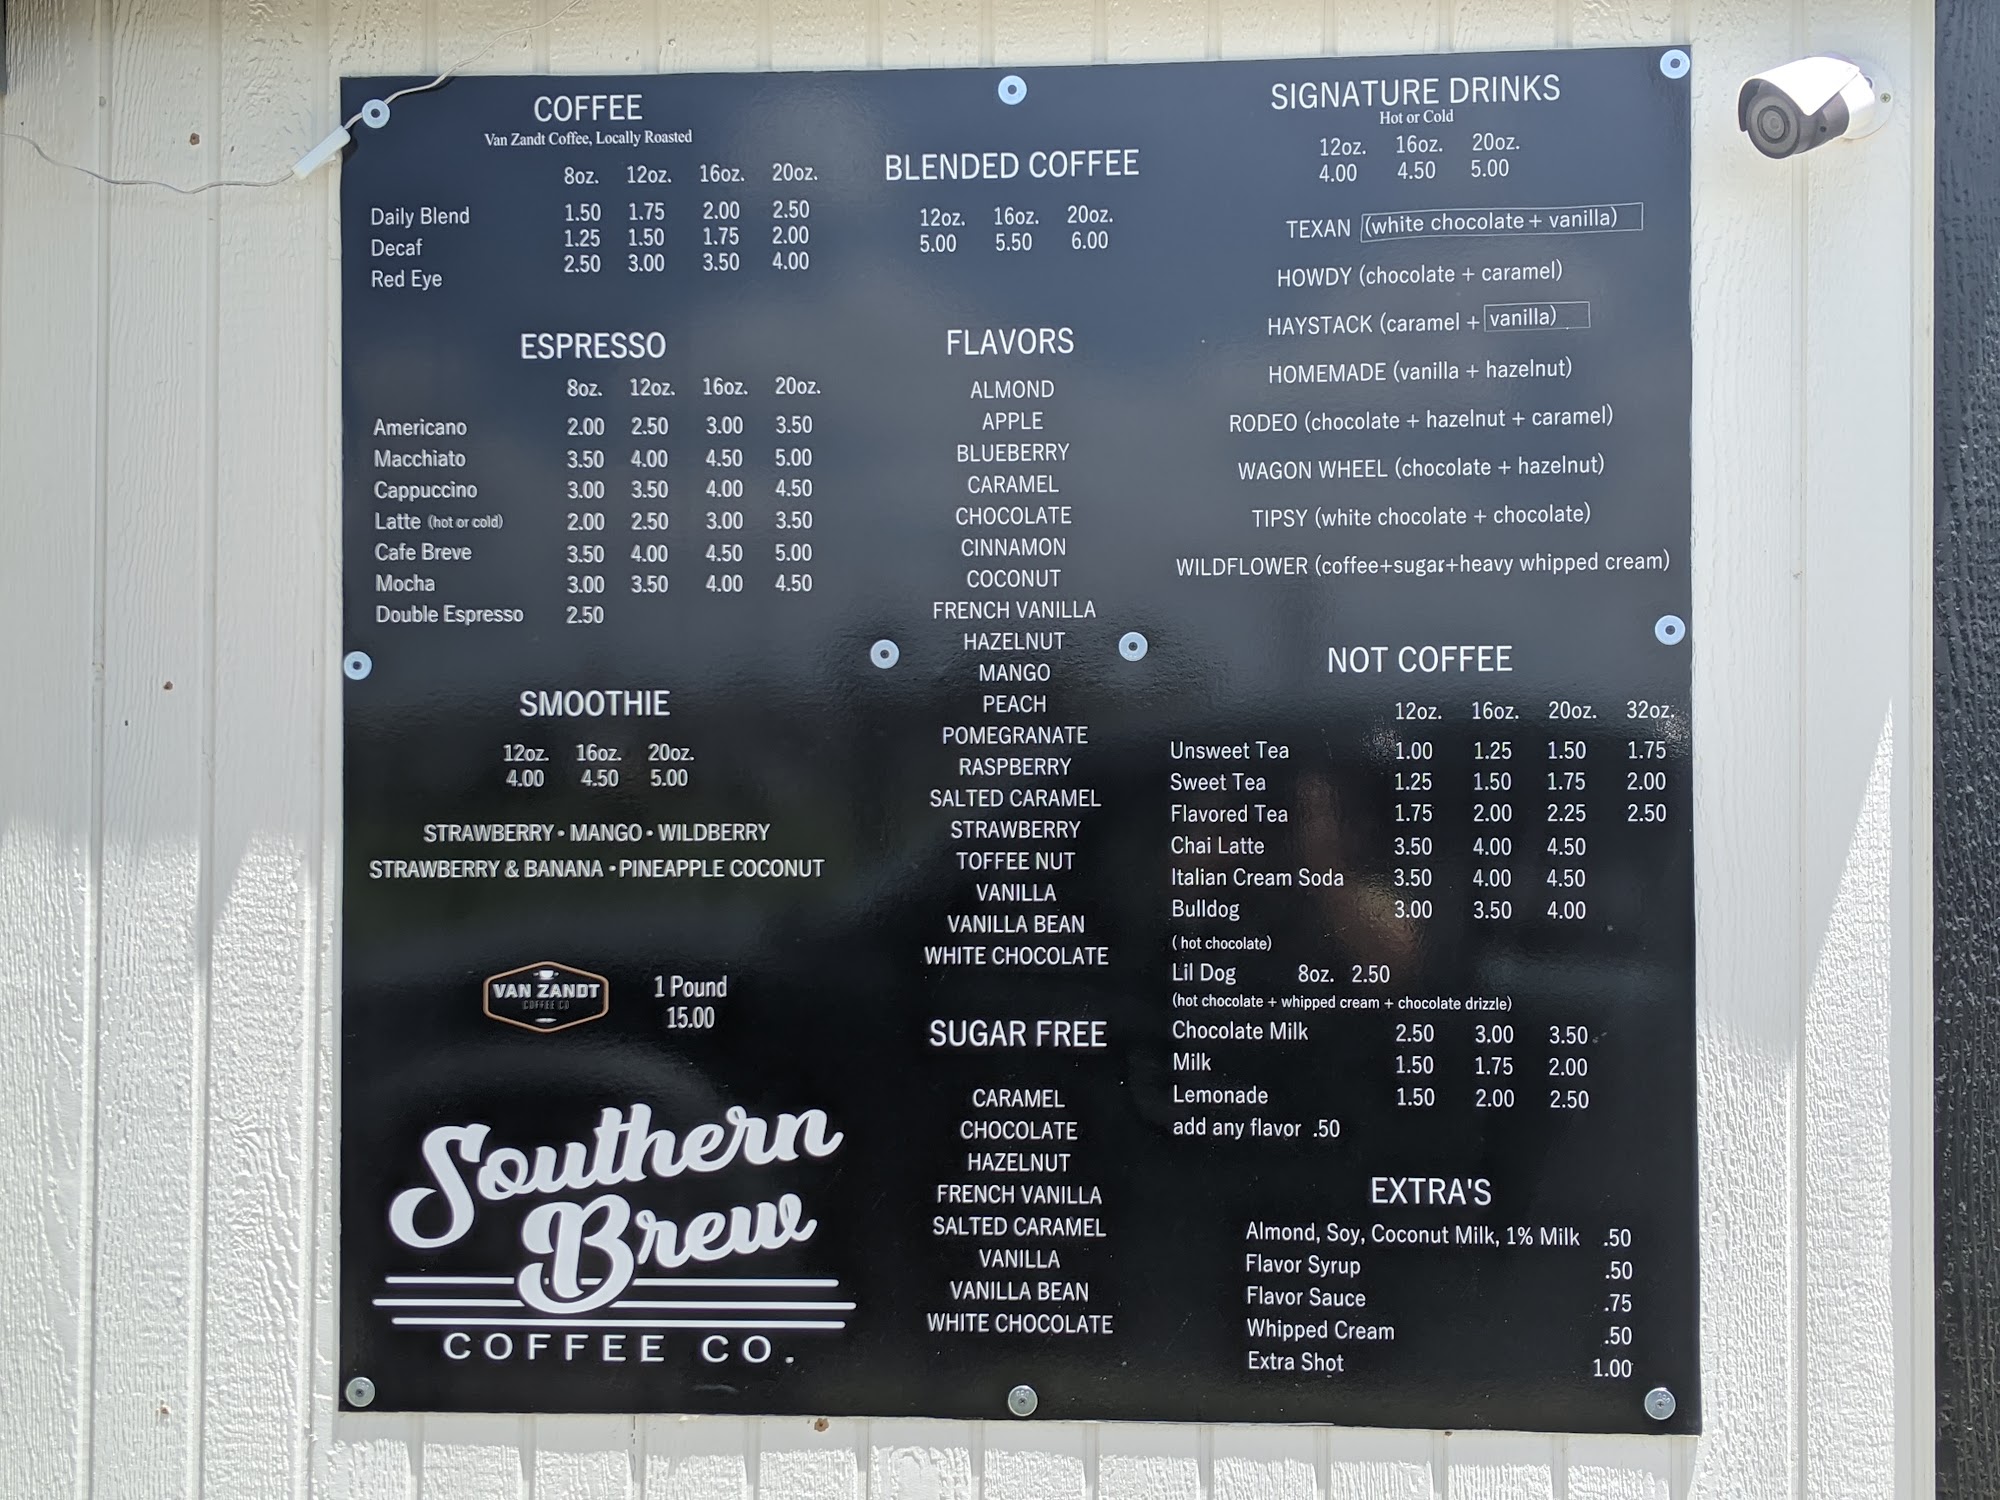 COFFEE
Van Zandt Coffee, Locally Roasted
8oz. 12oz. 16oz. 20oz.
Daily Blend 1.50 1.75 2.00 2.50
Decaf 1.25 1.50 1.75 2.00
Red Eye 2.50 3.00 3.50 4.00
ESPRESSO
8oz. 12oz. 16oz. 20oz.
Americano 2.00 2.50 3.00 3.50
Macchiato 3.50 4.00 4.50 5.00
Cappuccino 3.00 3.50 4.00 4.50
Latte (hot or cold) 2.00 2.50 3.00 3.50
Cafe Breve 3.50 4.00 4.50 5.00
Mocha 3.00 3.50 4.00 4.50
Double Espresso 2.50
SMOOTHIE
12oz. 16oz. 20oz.
4.00 4.50 5.00
STRAWBERRY • MANGO • WILDBERRY
STRAWBERRY & BANANA • PINEAPPLE COCONUT
VAN ZANDT
COFFEE CO
1 Pound
15.00
Southern
Brew
COFFEE CO.
BLENDED COFFEE
12oz. 16oz. 20oz.
5.00 5.50 6.00
FLAVORS
ALMOND
APPLE
BLUEBERRY
CARAMEL
CHOCOLATE
CINNAMON
COCONUT
FRENCH VANILLA
HAZELNUT
MANGO
PEACH
POMEGRANATE
RASPBERRY
SALTED CARAMEL
STRAWBERRY
TOFFEE NUT
VANILLA
VANILLA BEAN
WHITE CHOCOLATE
SUGAR FREE
CARAMEL
CHOCOLATE
HAZELNUT
FRENCH VANILLA
SALTED CARAMEL
VANILLA
VANILLA BEAN
WHITE CHOCOLATE
SIGNATURE DRINKS
Hot or Cold
12oz. 16oz. 20oz.
4.00 4.50 5.00
TEXAN (white chocolate + vanilla)
HOWDY (chocolate + caramel)
HAYSTACK (caramel + vanilla)
HOMEMADE (vanilla + hazelnut)
RODEO (chocolate + hazelnut + caramel)
WAGON WHEEL (chocolate + hazelnut)
TIPSY (white chocolate + chocolate)
WILDFLOWER (coffee+sugar+heavy whipped cream)
NOT COFFEE
12oz. 16oz. 20oz. 32oz.
Unsweet Tea 1.00 1.25 1.50 1.75
Sweet Tea 1.25 1.50 1.75 2.00
Flavored Tea 1.75 2.00 2.25 2.50
Chai Latte 3.50 4.00 4.50
Italian Cream Soda 3.50 4.00 4.50
Bulldog 3.00 3.50 4.00
( hot chocolate)
Lil Dog 8oz. 2.50
(hot chocolate + whipped cream + chocolate drizzle)
Chocolate Milk 2.50 3.00 3.50
Milk 1.50 1.75 2.00
Lemonade 1.50 2.00 2.50
add any flavor .50
EXTRA'S
Almond, Soy, Coconut Milk, 1% Milk .50
Flavor Syrup .50
Flavor Sauce .75
Whipped Cream .50
Extra Shot 1.00